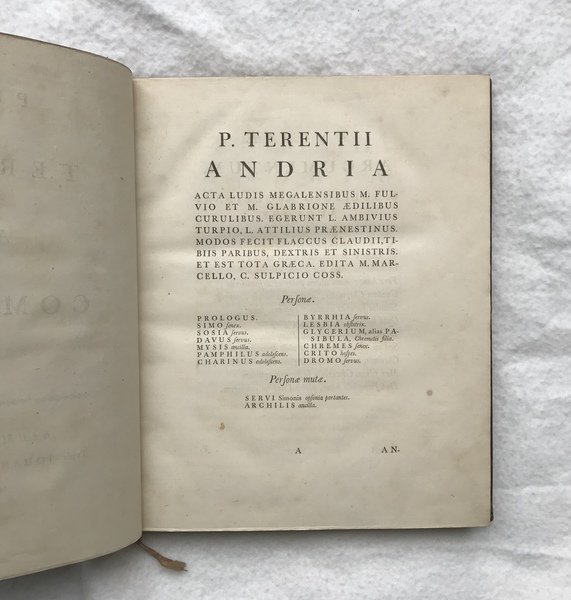 P. TERENTII
ANDRIA
ACTA LUDIS MEGALENSIBUS M. FUL-
VIO ET M. GLABRIONE ÆDILIBUS
CURULIBUS. EGERUNT L. AMBIVIUS
TURPIO, L. ATTILIUS PRÆNESTINUS.
MODOS FECIT FLACCUS CLAUDII, TI-
BIIS PARIBUS, DEXTRIS ET SINISTRIS.
ET EST TOTA GRÆCA. EDITA M. MAR-
CELLO, C. SULPICIO COSS.
Perſonæ.
PROLOGUS.
SIMO ſenex.
SOSIA ſervus.
DAVUS ſervus.
MYSIS ancilla.
PAMPHILUS adoleſcens.
CHARINUS adoleſcens.
BYRRHIA ſervus.
LESBIA obſtetrix.
GLYCERIUM, alias PA-
SIBULA, Chremetis filia.
CHREMES ſenex.
CRITO hoſpes.
DROMO ſervus.
Perſonæ mutæ.
SERVI Simonis opſonia portantes.
ARCHILIS ancilla.
A AN-